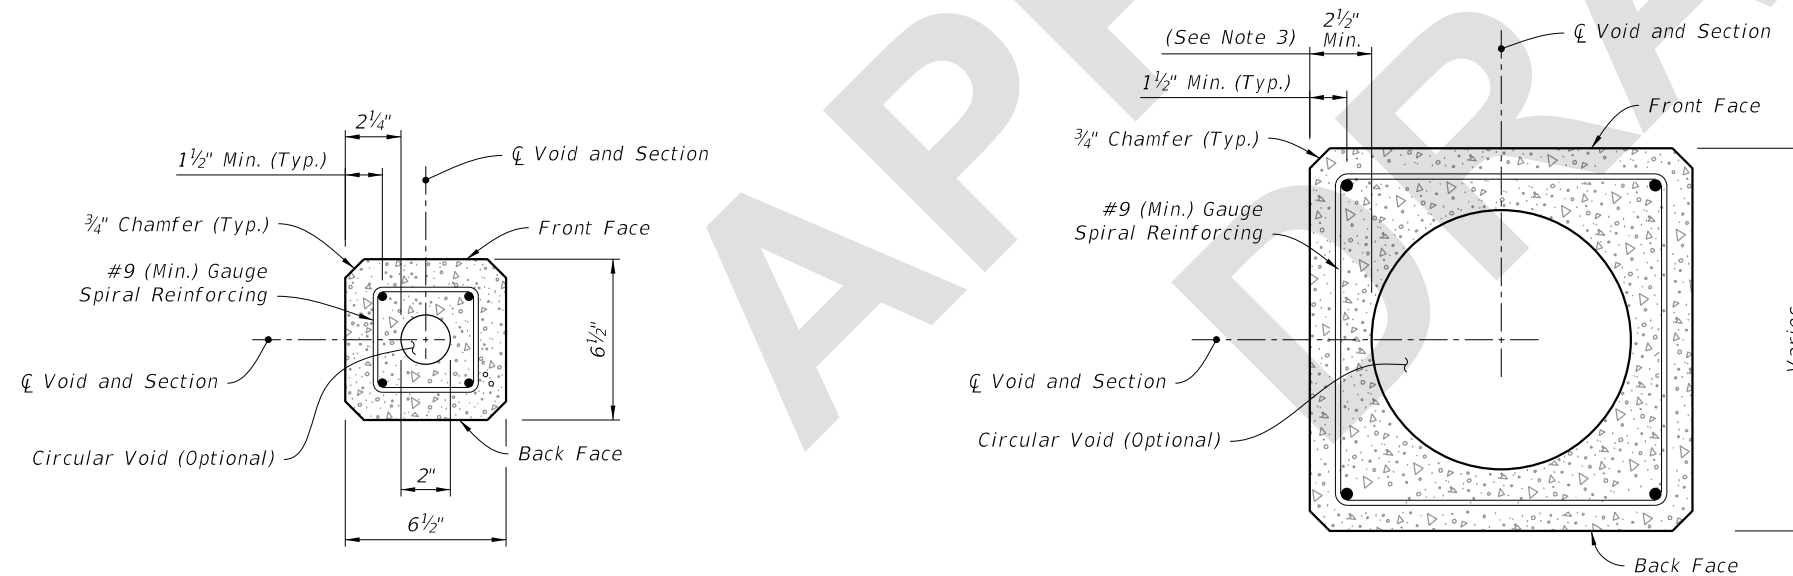 2¼"
1½" Min. (Typ.)
℄ Void and Section
¾" Chamfer (Typ.)
Front Face
#9 (Min.) Gauge
Spiral Reinforcing
6½"
℄ Void and Section
Circular Void (Optional)
Back Face
2"
6½"
2½"
Min.
(See Note 3)
℄ Void and Section
1½" Min. (Typ.)
Front Face
¾" Chamfer (Typ.)
#9 (Min.) Gauge
Spiral Reinforcing
Varies
℄ Void and Section
Circular Void (Optional)
Back Face